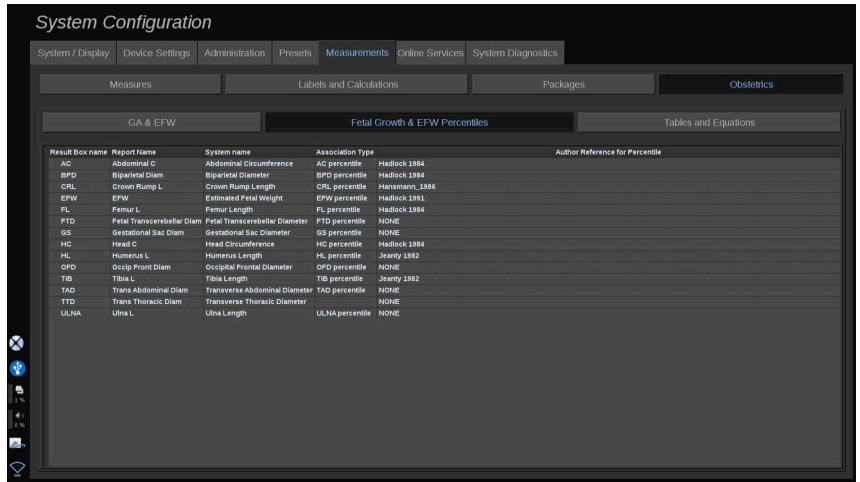 System Configuration
System / Display Device Settings Administration Presets Measurements Online Services System Diagnostics
Measures Labels and Calculations Packages Obstetrics
GA & EFW Fetal Growth & EFW Percentiles Tables and Equations
Result Box name Report Name System name Association Type Author Reference for Percentile
AC Abdominal C Abdominal Circumference AC percentile Hadlock 1984
BPD Biparietal Diam Biparietal Diameter BPD percentile Hadlock 1984
CRL Crown Rump L Crown Rump Length CRL percentile Hansmann_1986
EFW EFW Estimated Fetal Weight EFW percentile Hadlock 1991
FL Femur L Femur Length FL percentile Hadlock 1984
FTD Fetal Transcerebellar Diam Fetal Transcerebellar Diameter FTD percentile NONE
GS Gestational Sac Diam Gestational Sac Diameter GS percentile NONE
HC Head C Head Circumference HC percentile Hadlock 1984
HL Humerus L Humerus Length HL percentile Jeanty 1982
OFD Occip Front Diam Occipital Frontal Diameter OFD percentile NONE
TIB Tibia L Tibia Length TIB percentile Jeanty 1982
TAD Trans Abdominal Diam Transverse Abdominal Diameter TAD percentile NONE
TTD Trans Thoracic Diam Transverse Thoracic Diameter NONE
ULNA Ulna L Ulna Length ULNA percentile NONE
1 %
0 %